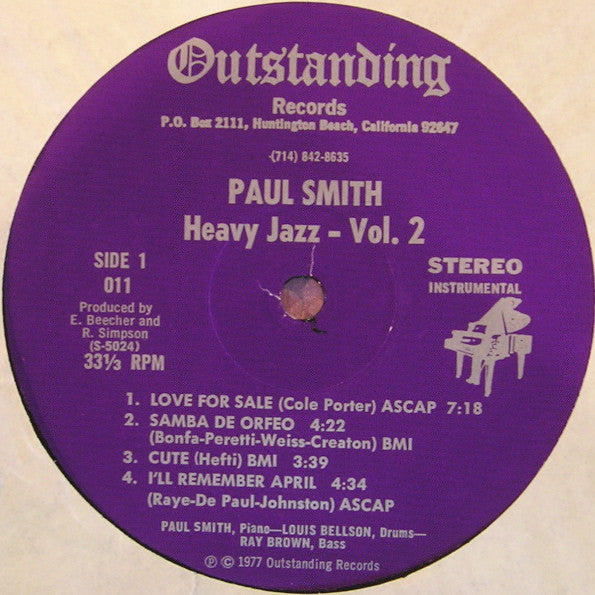 Outstanding
Records
P.O. Box 2111, Huntington Beach, California 92647
(714) 842-8635
PAUL SMITH
Heavy Jazz - Vol. 2
SIDE 1
011
Produced by
E. Beecher and
R. Simpson
(S-5024)
33⅓ RPM
STEREO
INSTRUMENTAL
1. LOVE FOR SALE (Cole Porter) ASCAP 7:18
2. SAMBA DE ORFEO 4:22
(Bonfa-Peretti-Weiss-Creaton) BMI
3. CUTE (Hefti) BMI 3:39
4. I'LL REMEMBER APRIL 4:34
(Raye-De Paul-Johnston) ASCAP
PAUL SMITH, Piano—LOUIS BELLSON, Drums—
RAY BROWN, Bass
℗ © 1977 Outstanding Records